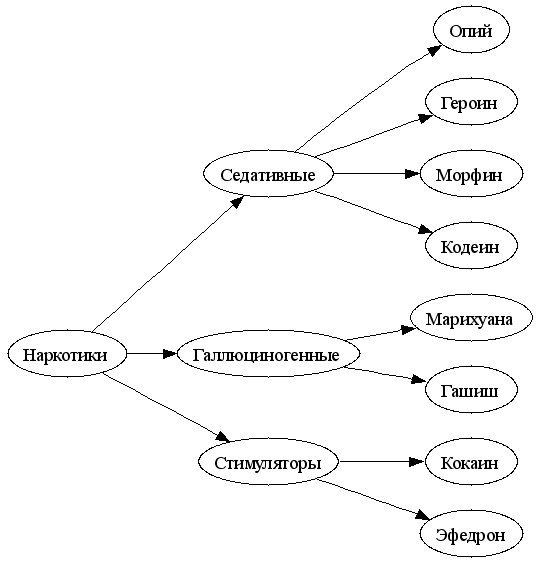 Опий
Героин
Седативные
Морфин
Кодеин
Марихуана
Наркотики
Галлюциногенные
Гашиш
Стимуляторы
Кокаин
Эфедрон